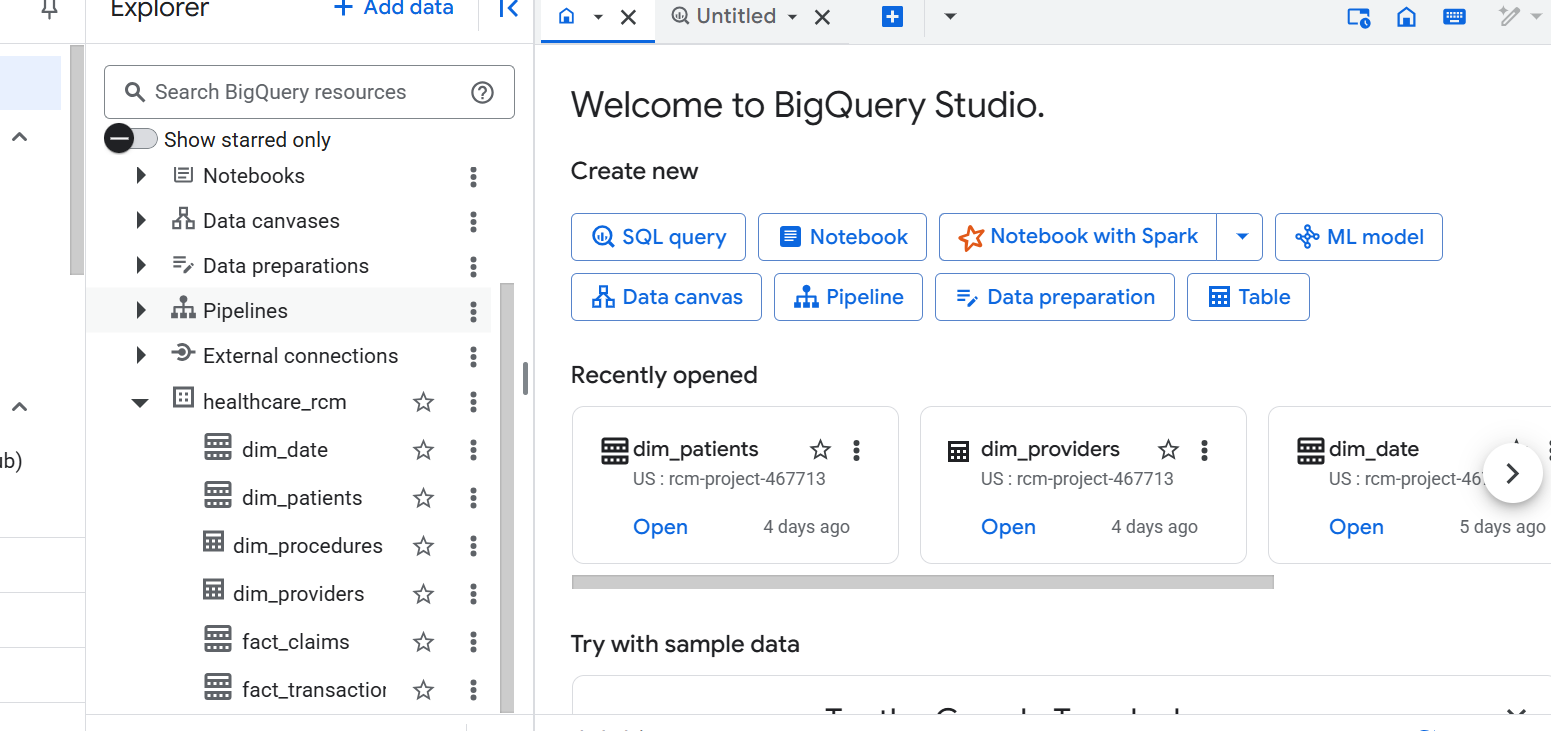 Explorer
Add data
Untitled
Search BigQuery resources
Show starred only
Notebooks
Data canvases
Data preparations
Pipelines
External connections
healthcare_rcm
dim_date
dim_patients
dim_procedures
dim_providers
fact_claims
fact_transaction
ub)
Welcome to BigQuery Studio.
Create new
SQL query
Notebook
Notebook with Spark
ML model
Data canvas
Pipeline
Data preparation
Table
Recently opened
dim_patients
US : rcm-project-467713
Open
4 days ago
dim_providers
US : rcm-project-467713
Open
4 days ago
dim_date
US : rcm-project-46
Open
5 days ago
Try with sample data